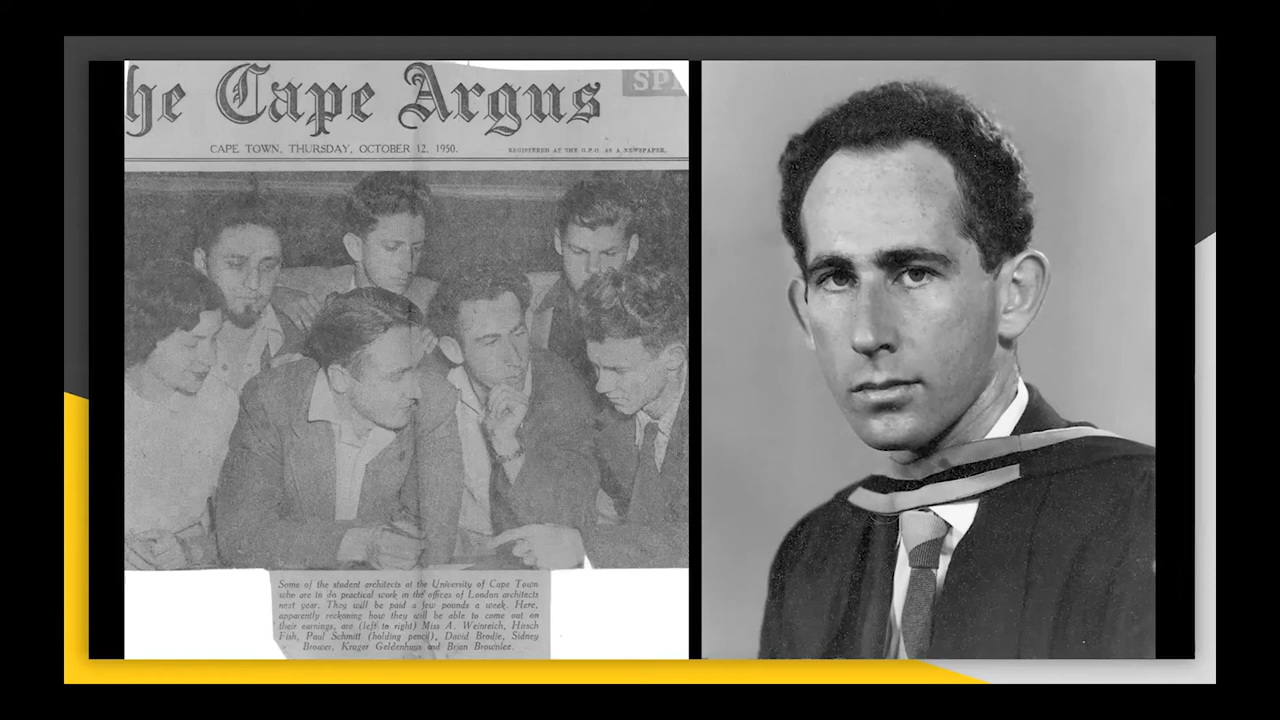 he Cape Argus
SP
CAPE TOWN, THURSDAY, OCTOBER 12, 1950.
REGISTERED AT THE G.P.O. AS A NEWSPAPER.
Some of the student architects at the University of Cape Town
who are to do practical work in the offices of London architects
next year. They will be paid a few pounds a week. Here,
apparently reckoning how they will be able to come out on
their earnings, are (left to right) Miss A. Weinreich, Hirsch
Fish, Paul Schmitt (holding pencil), David Brodie, Sidney
Brower, Kruger Geldenhuys and Brian Brownlee.